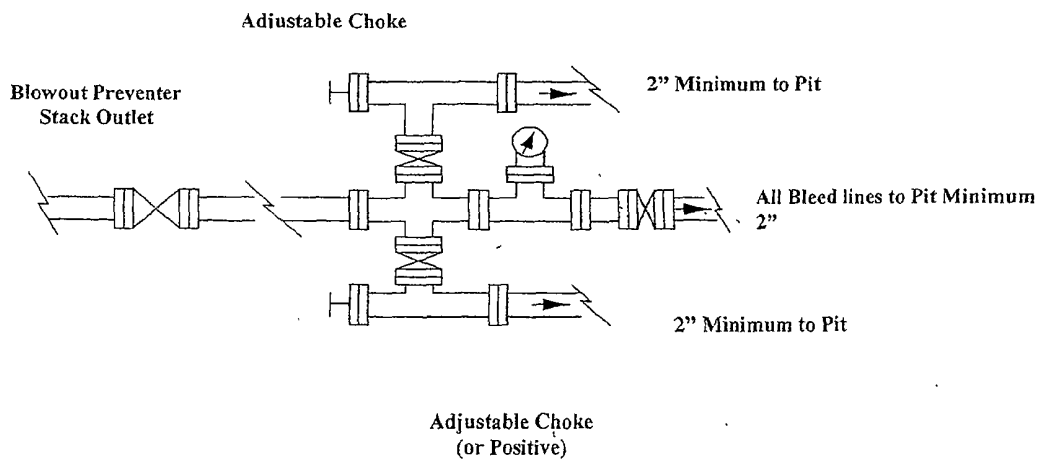 Adjustable Choke
Blowout Preventer
Stack Outlet
2" Minimum to Pit
All Bleed lines to Pit Minimum
2"
2" Minimum to Pit
Adjustable Choke
(or Positive)